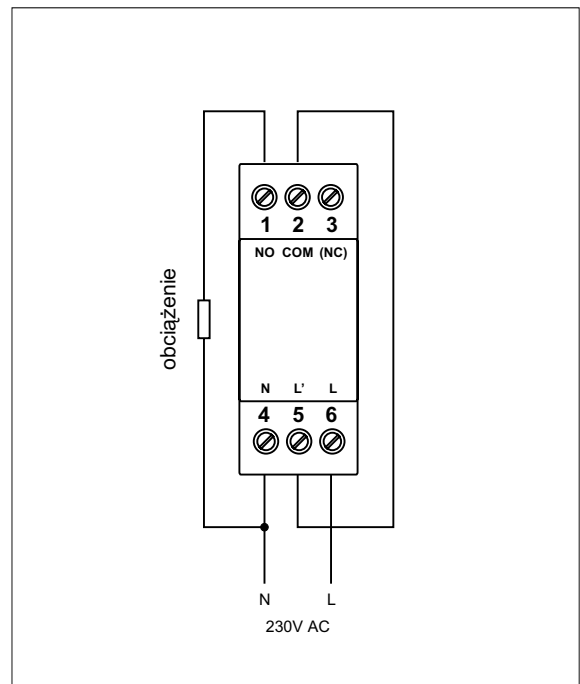 1 2 3
NO COM (NC)
obciążenie
N L' L
4 5 6
N L
230V AC